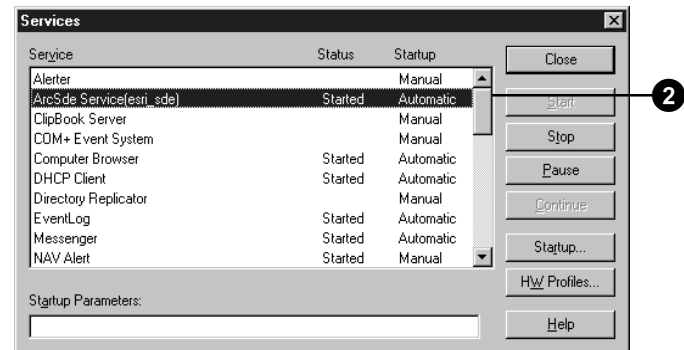 Services
Service Status Startup
Close
Alerter Manual
ArcSde Service(esri_sde) Started Automatic
2
Start
ClipBook Server Manual
COM+ Event System Manual
Stop
Computer Browser Started Automatic
Pause
DHCP Client Started Automatic
Directory Replicator Manual
Continue
EventLog Started Automatic
Messenger Started Automatic
Startup...
NAV Alert Started Manual
HW Profiles...
Startup Parameters:
Help